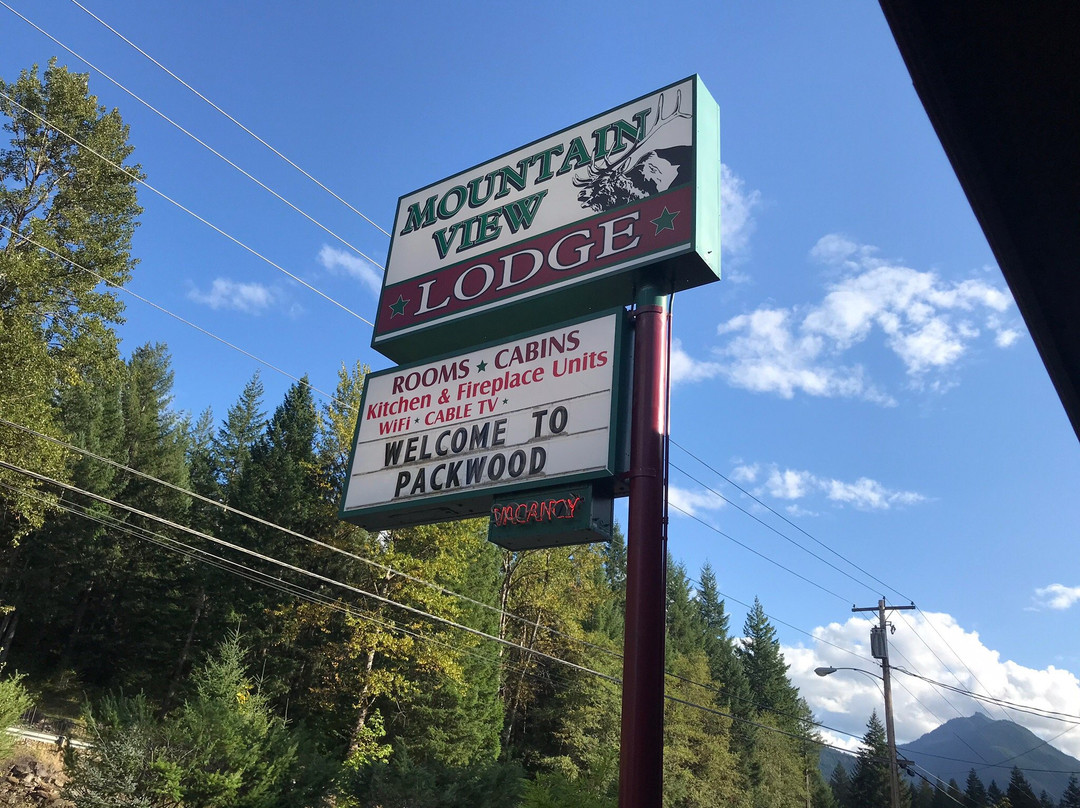 MOUNTAIN
VIEW
LODGE
ROOMS ★ CABINS
Kitchen & Fireplace Units
WiFi ★ CABLE TV ★
WELCOME TO
PACKWOOD
VACANCY